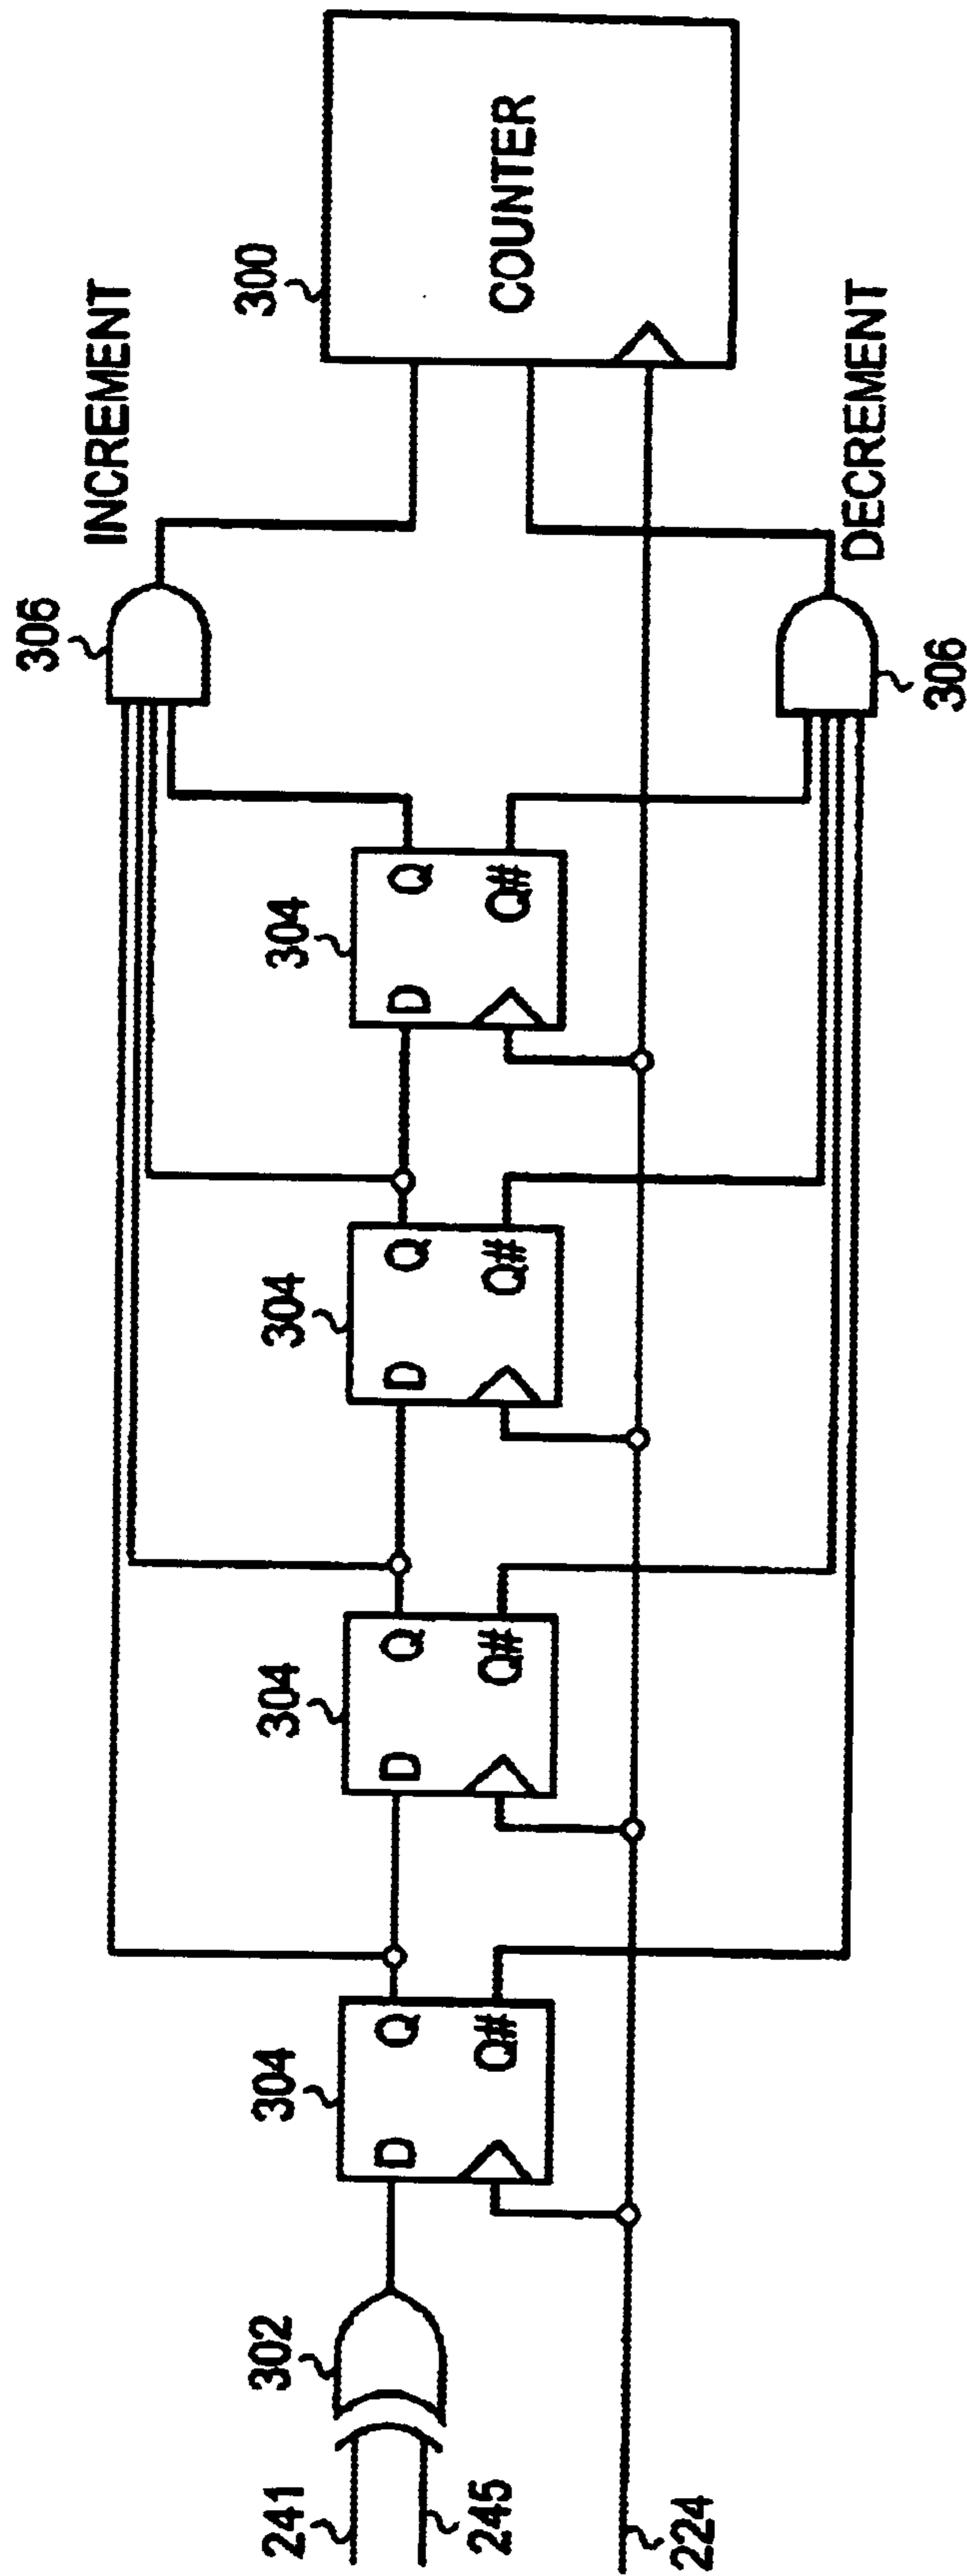 INCREMENT
306
300
COUNTER
304
D
Q
Q#
304
D
Q
Q#
304
D
Q
Q#
304
D
Q
Q#
302
241
245
224
306
DECREMENT